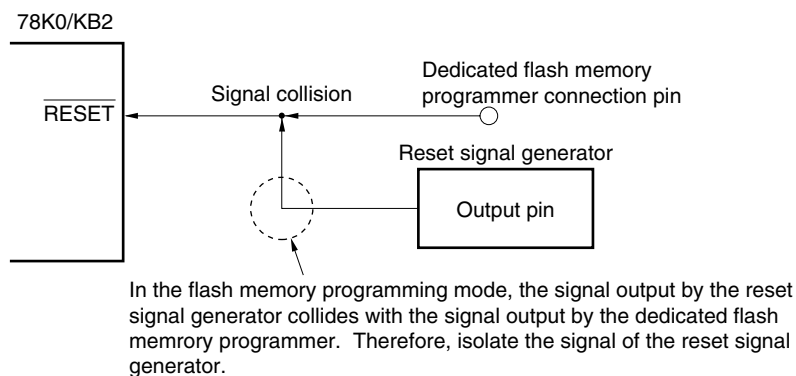 78K0/KB2
Dedicated flash memory
programmer connection pin
Signal collision
RESET
Reset signal generator
Output pin
In the flash memory programming mode, the signal output by the reset
signal generator collides with the signal output by the dedicated flash
memrory programmer.  Therefore, isolate the signal of the reset signal
generator.